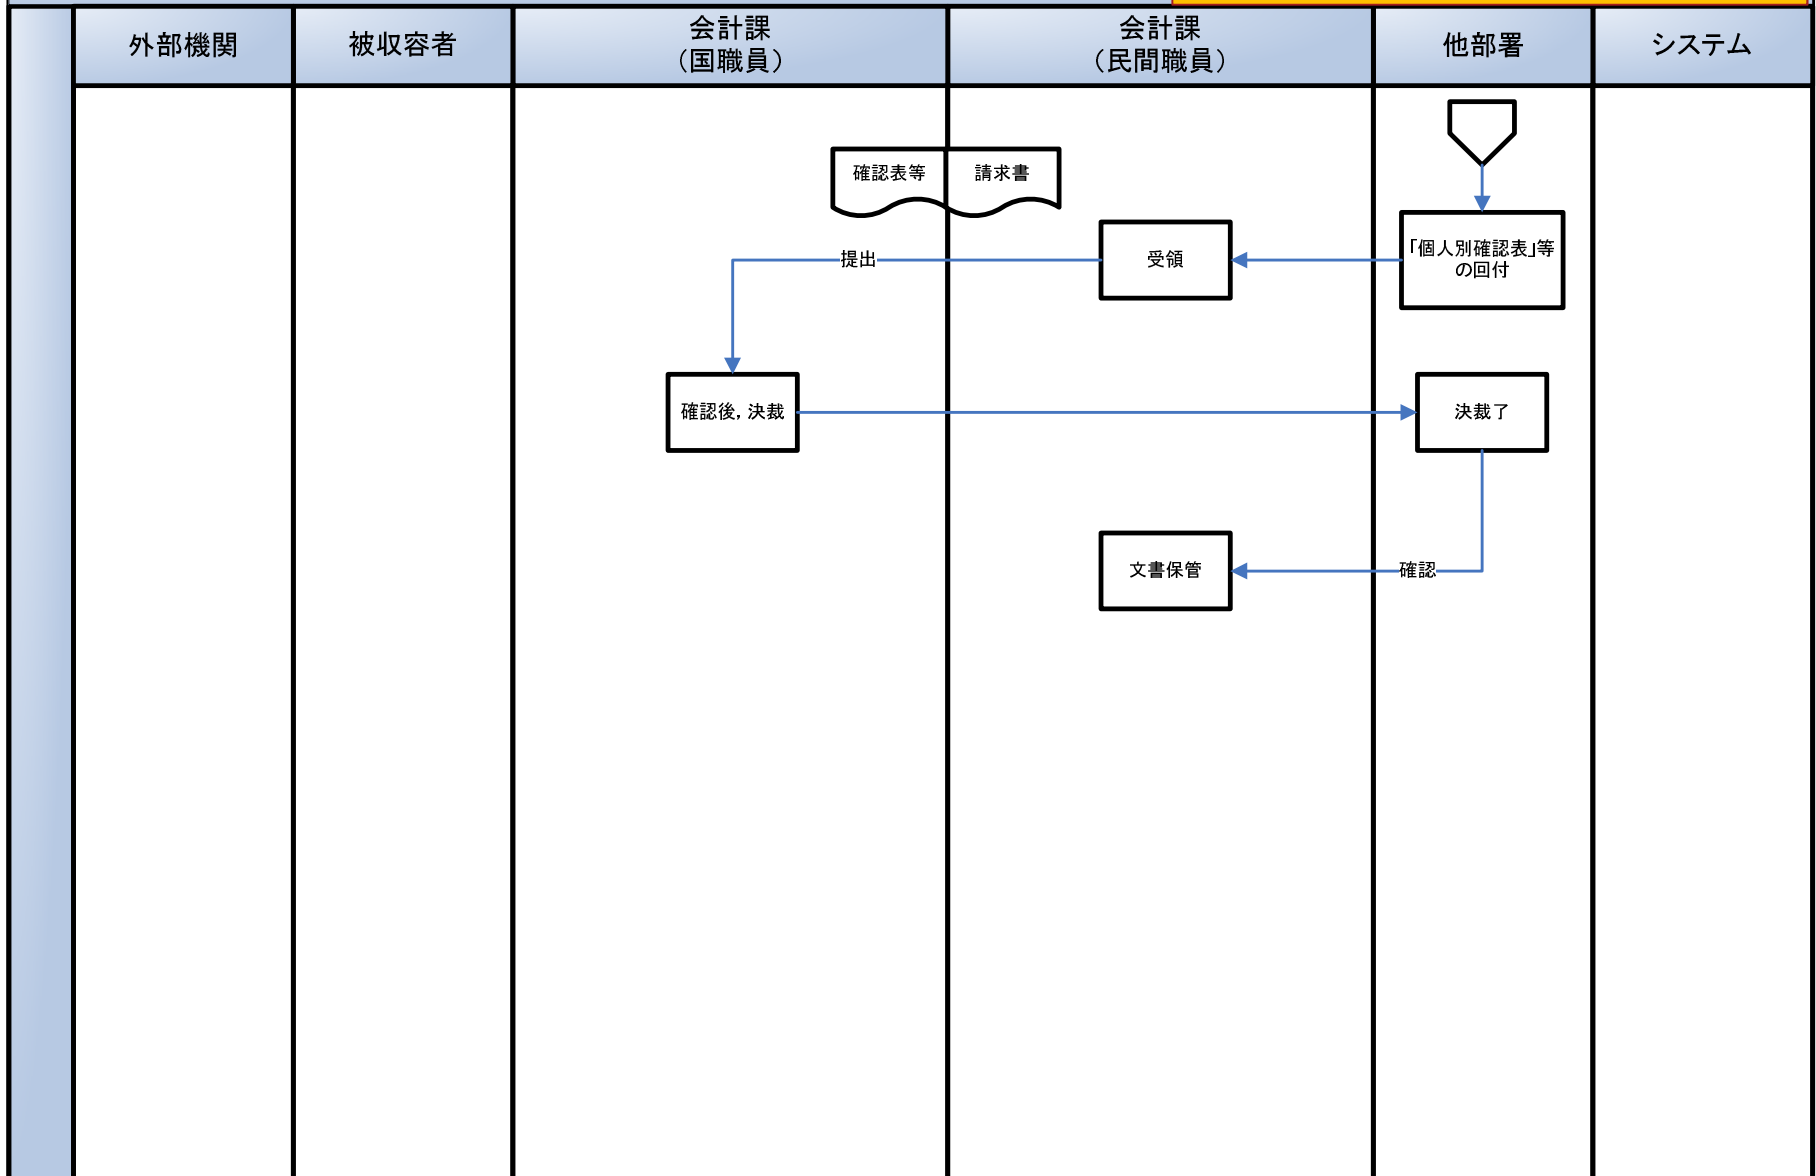 外部機関
被収容者
会計課
（国職員）
会計課
（民間職員）
他部署
システム
確認表等
請求書
「個人別確認表」等
の回付
受領
提出
確認後，決裁
決裁了
確認
文書保管